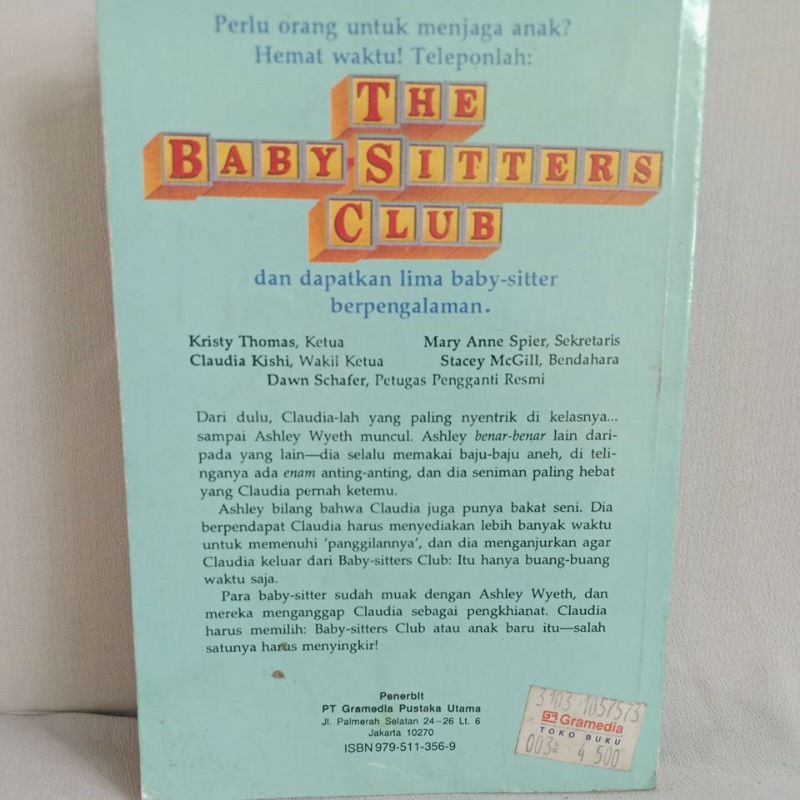 Perlu orang untuk menjaga anak?
Hemat waktu! Teleponlah:
THE
BABY-SITTERS
CLUB
dan dapatkan lima baby-sitter
berpengalaman.
Kristy Thomas, Ketua Mary Anne Spier, Sekretaris
Claudia Kishi, Wakil Ketua Stacey McGill, Bendahara
Dawn Schafer, Petugas Pengganti Resmi
Dari dulu, Claudia-lah yang paling nyentrik di kelasnya...
sampai Ashley Wyeth muncul. Ashley benar-benar lain dari-
pada yang lain—dia selalu memakai baju-baju aneh, di teli-
nganya ada enam anting-anting, dan dia seniman paling hebat
yang Claudia pernah ketemu.
Ashley bilang bahwa Claudia juga punya bakat seni. Dia
berpendapat Claudia harus menyediakan lebih banyak waktu
untuk memenuhi 'panggilannya', dan dia menganjurkan agar
Claudia keluar dari Baby-sitters Club: Itu hanya buang-buang
waktu saja.
Para baby-sitter sudah muak dengan Ashley Wyeth, dan
mereka menganggap Claudia sebagai pengkhianat. Claudia
harus memilih: Baby-sitters Club atau anak baru itu—salah
satunya harus menyingkir!
Penerbit
PT Gramedia Pustaka Utama
Jl. Palmerah Selatan 24-26 Lt. 6
Jakarta 10270
ISBN 979-511-356-9
3103 1057573
Gramedia
TOKO BUKU
4 500